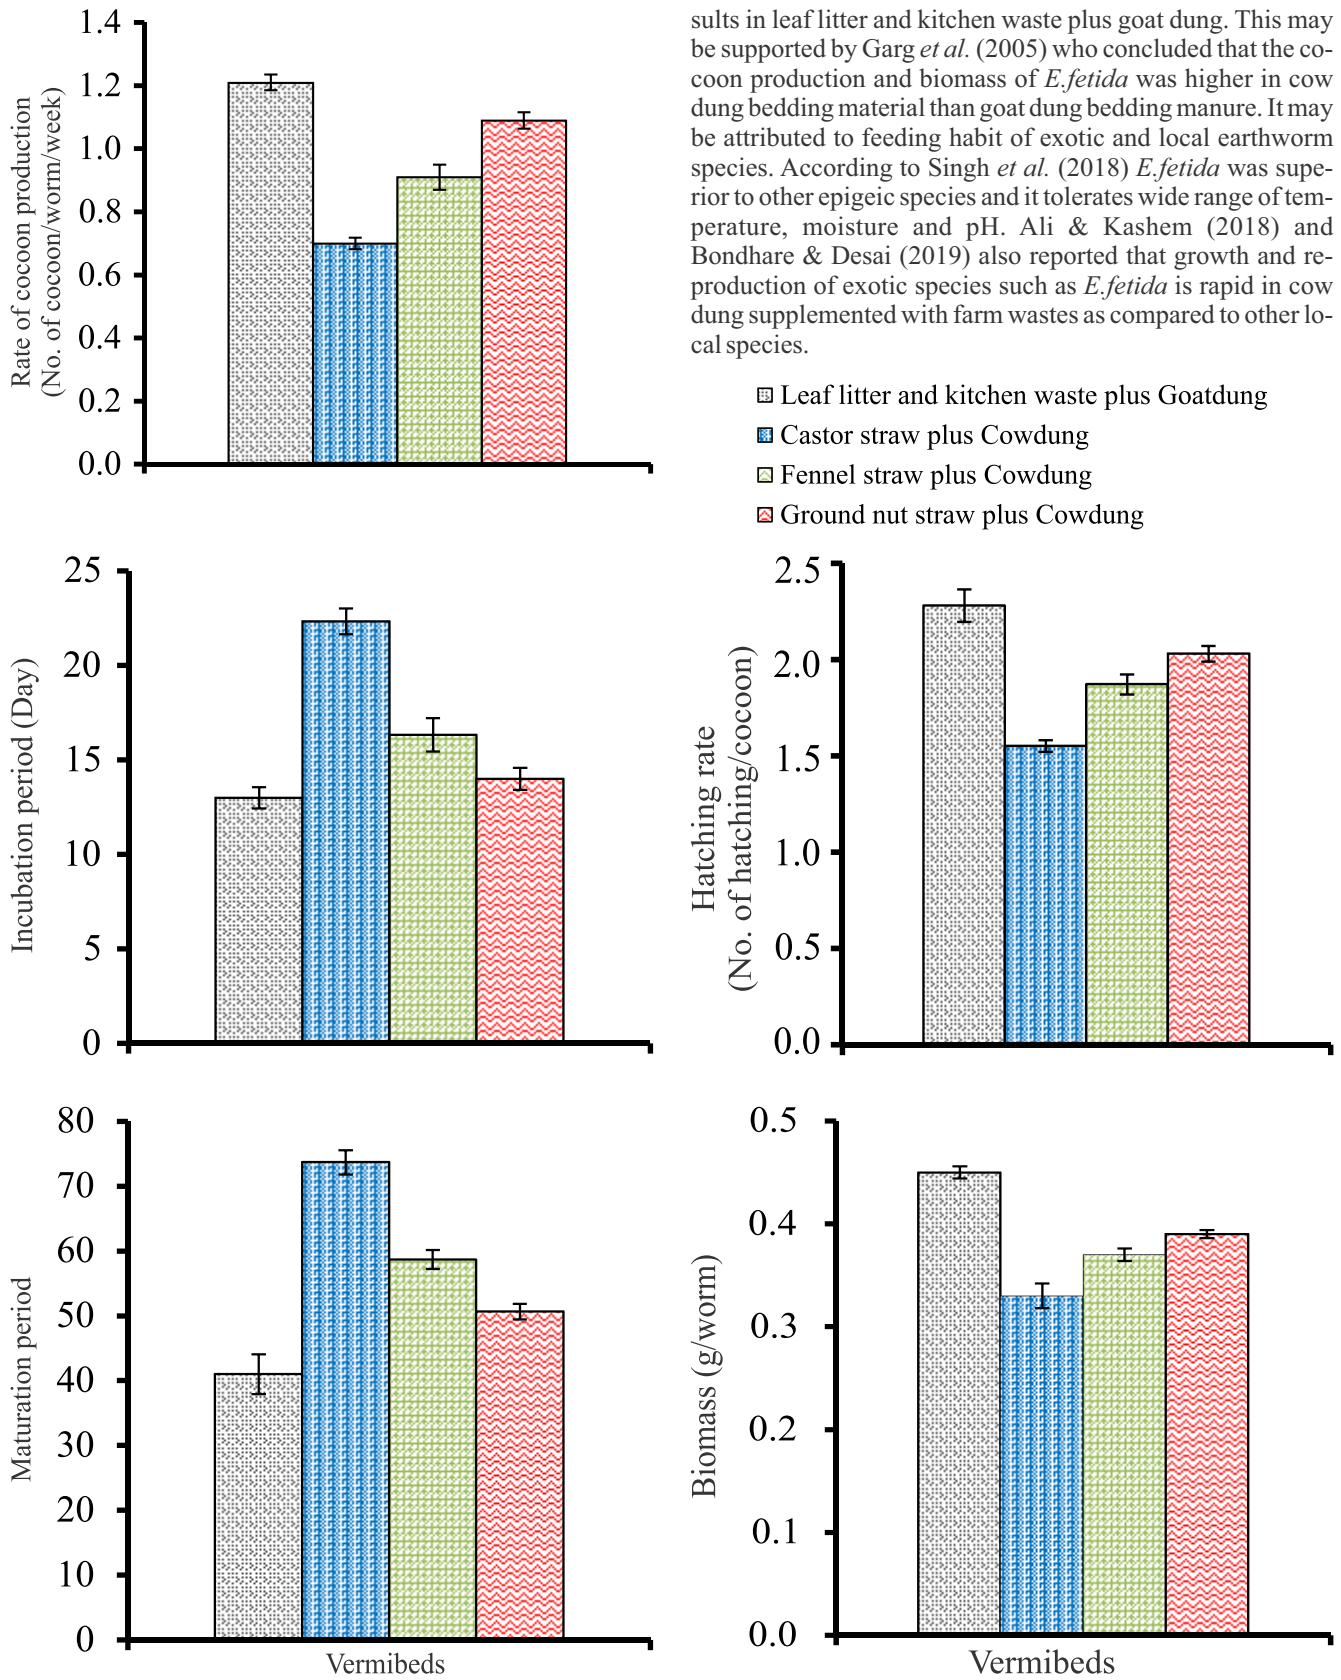 sults in leaf litter and kitchen waste plus goat dung. This may
be supported by Garg et al. (2005) who concluded that the co-
coon production and biomass of E.fetida was higher in cow
dung bedding material than goat dung bedding manure. It may
be attributed to feeding habit of exotic and local earthworm
species. According to Singh et al. (2018) E.fetida was supe-
rior to other epigeic species and it tolerates wide range of tem-
perature, moisture and pH. Ali & Kashem (2018) and
Bondhare & Desai (2019) also reported that growth and re-
production of exotic species such as E.fetida is rapid in cow
dung supplemented with farm wastes as compared to other lo-
cal species.
Rate of cocoon production
(No. of cocoon/worm/week)
1.4
1.2
1.0
0.8
0.6
0.4
0.2
0.0
Leaf litter and kitchen waste plus Goatdung
Castor straw plus Cowdung
Fennel straw plus Cowdung
Ground nut straw plus Cowdung
Incubation period (Day)
25
20
15
10
5
0
Hatching rate
(No. of hatching/cocoon)
2.5
2.0
1.5
1.0
0.5
0.0
Maturation period
80
70
60
50
40
30
20
10
0
Vermibeds
Biomass (g/worm)
0.5
0.4
0.3
0.2
0.1
0.0
Vermibeds